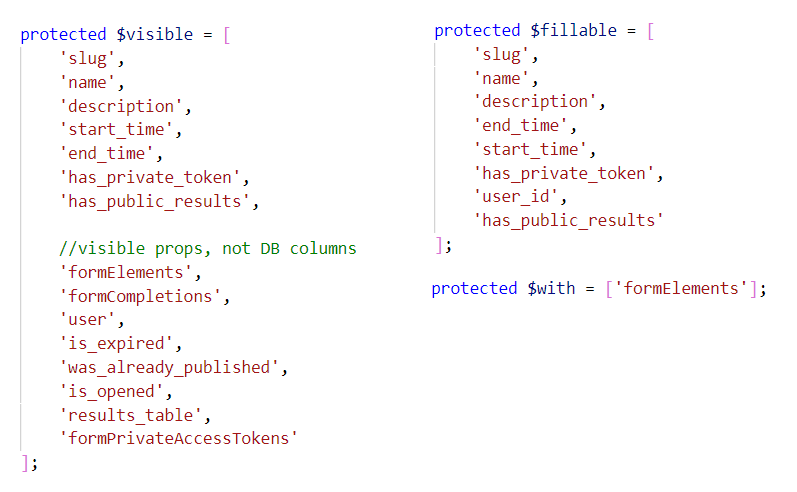 protected $visible = [
'slug',
'name',
'description',
'start_time',
'end_time',
'has_private_token',
'has_public_results',
//visible props, not DB columns
'formElements',
'formCompletions',
'user',
'is_expired',
'was_already_published',
'is_opened',
'results_table',
'formPrivateAccessTokens'
];
protected $fillable = [
'slug',
'name',
'description',
'end_time',
'start_time',
'has_private_token',
'user_id',
'has_public_results'
];
protected $with = ['formElements'];